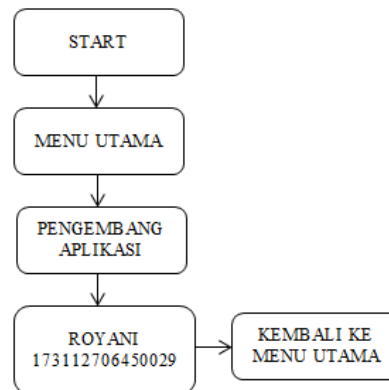 START
MENU UTAMA
PENGEMBANG
APLIKASI
ROYANI
173112706450029
KEMBALI KE
MENU UTAMA